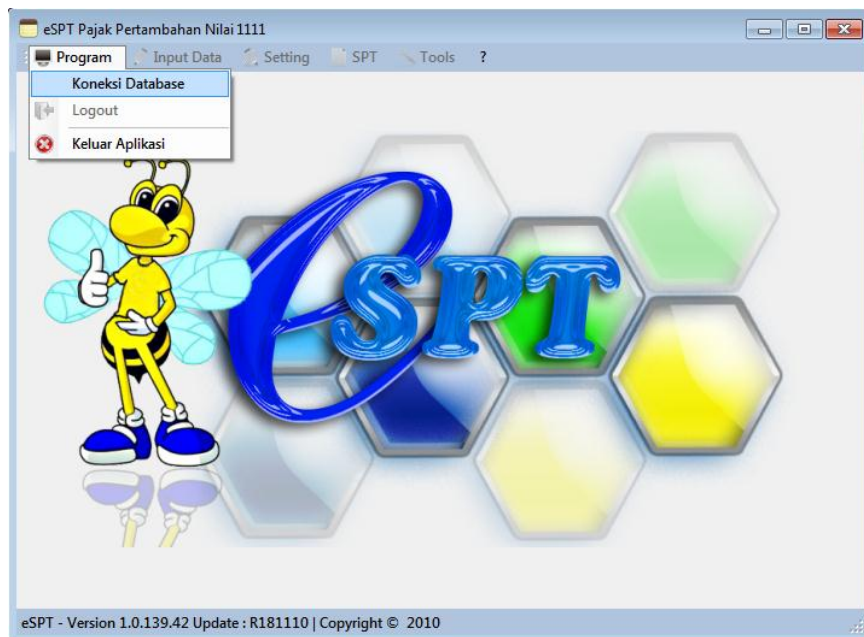 eSPT Pajak Pertambahan Nilai 1111
Program Input Data Setting SPT Tools ?
Koneksi Database
Logout
Keluar Aplikasi
eSPT
eSPT - Version 1.0.139.42 Update : R181110 | Copyright © 2010